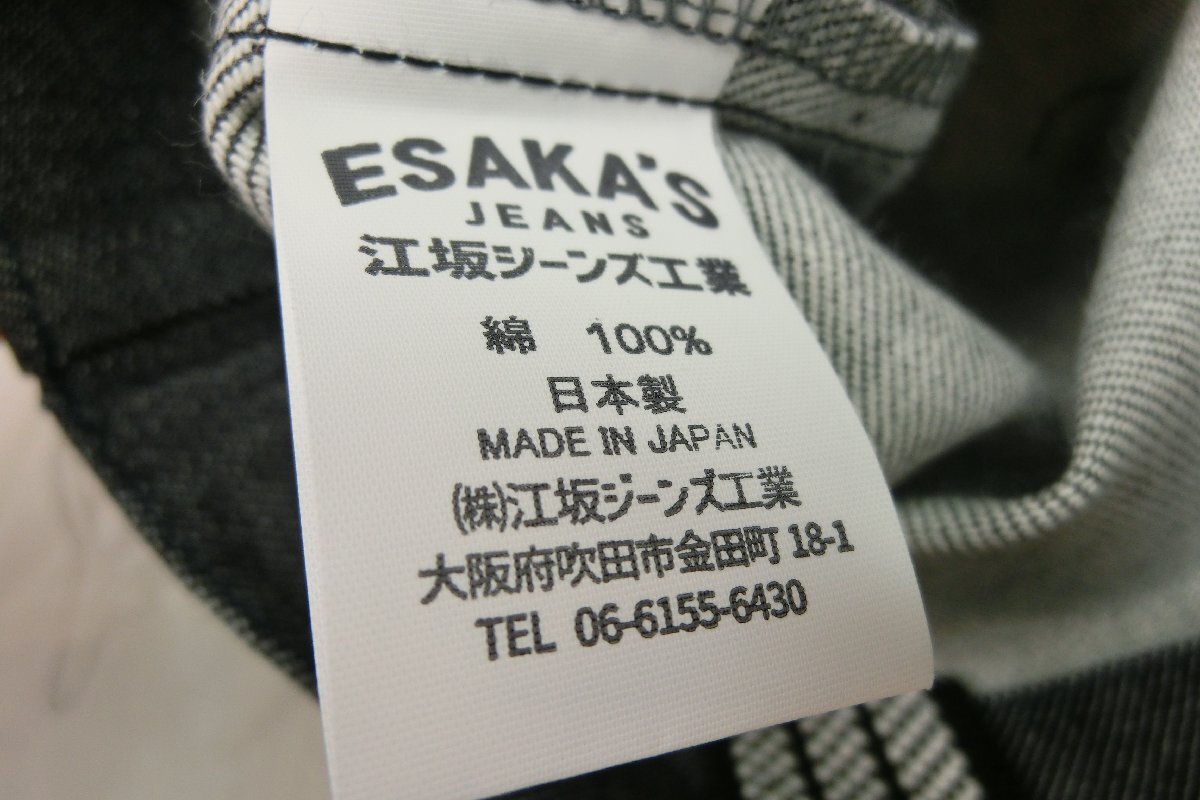 ESAKA'S
JEANS
江坂ジーンズ工業
綿 100%
日本製
MADE IN JAPAN
(株)江坂ジーンズ工業
大阪府吹田市金田町 18-1
TEL 06-6155-6430